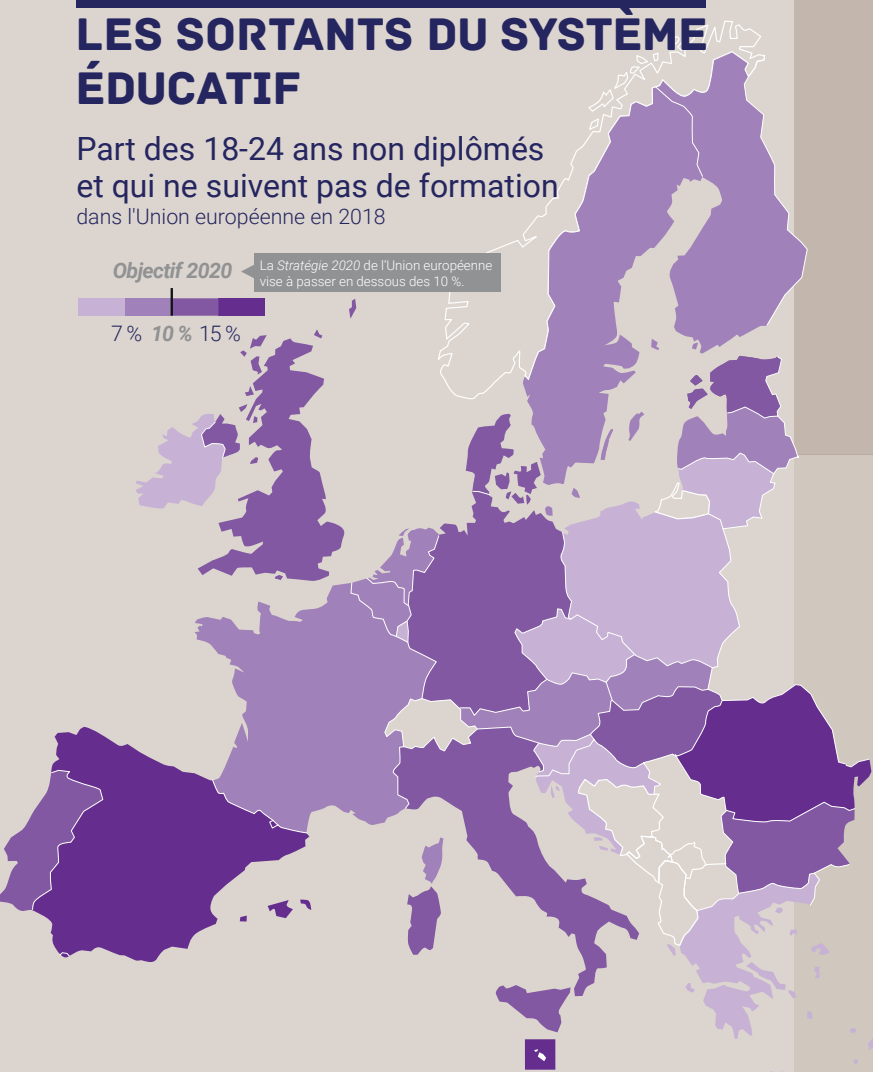 LES SORTANTS DU SYSTÈME
ÉDUCATIF
Part des 18-24 ans non diplômés
et qui ne suivent pas de formation
dans l'Union européenne en 2018
Objectif 2020
La Stratégie 2020 de l'Union européenne
vise à passer en dessous des 10 %.
7 % 10 % 15 %